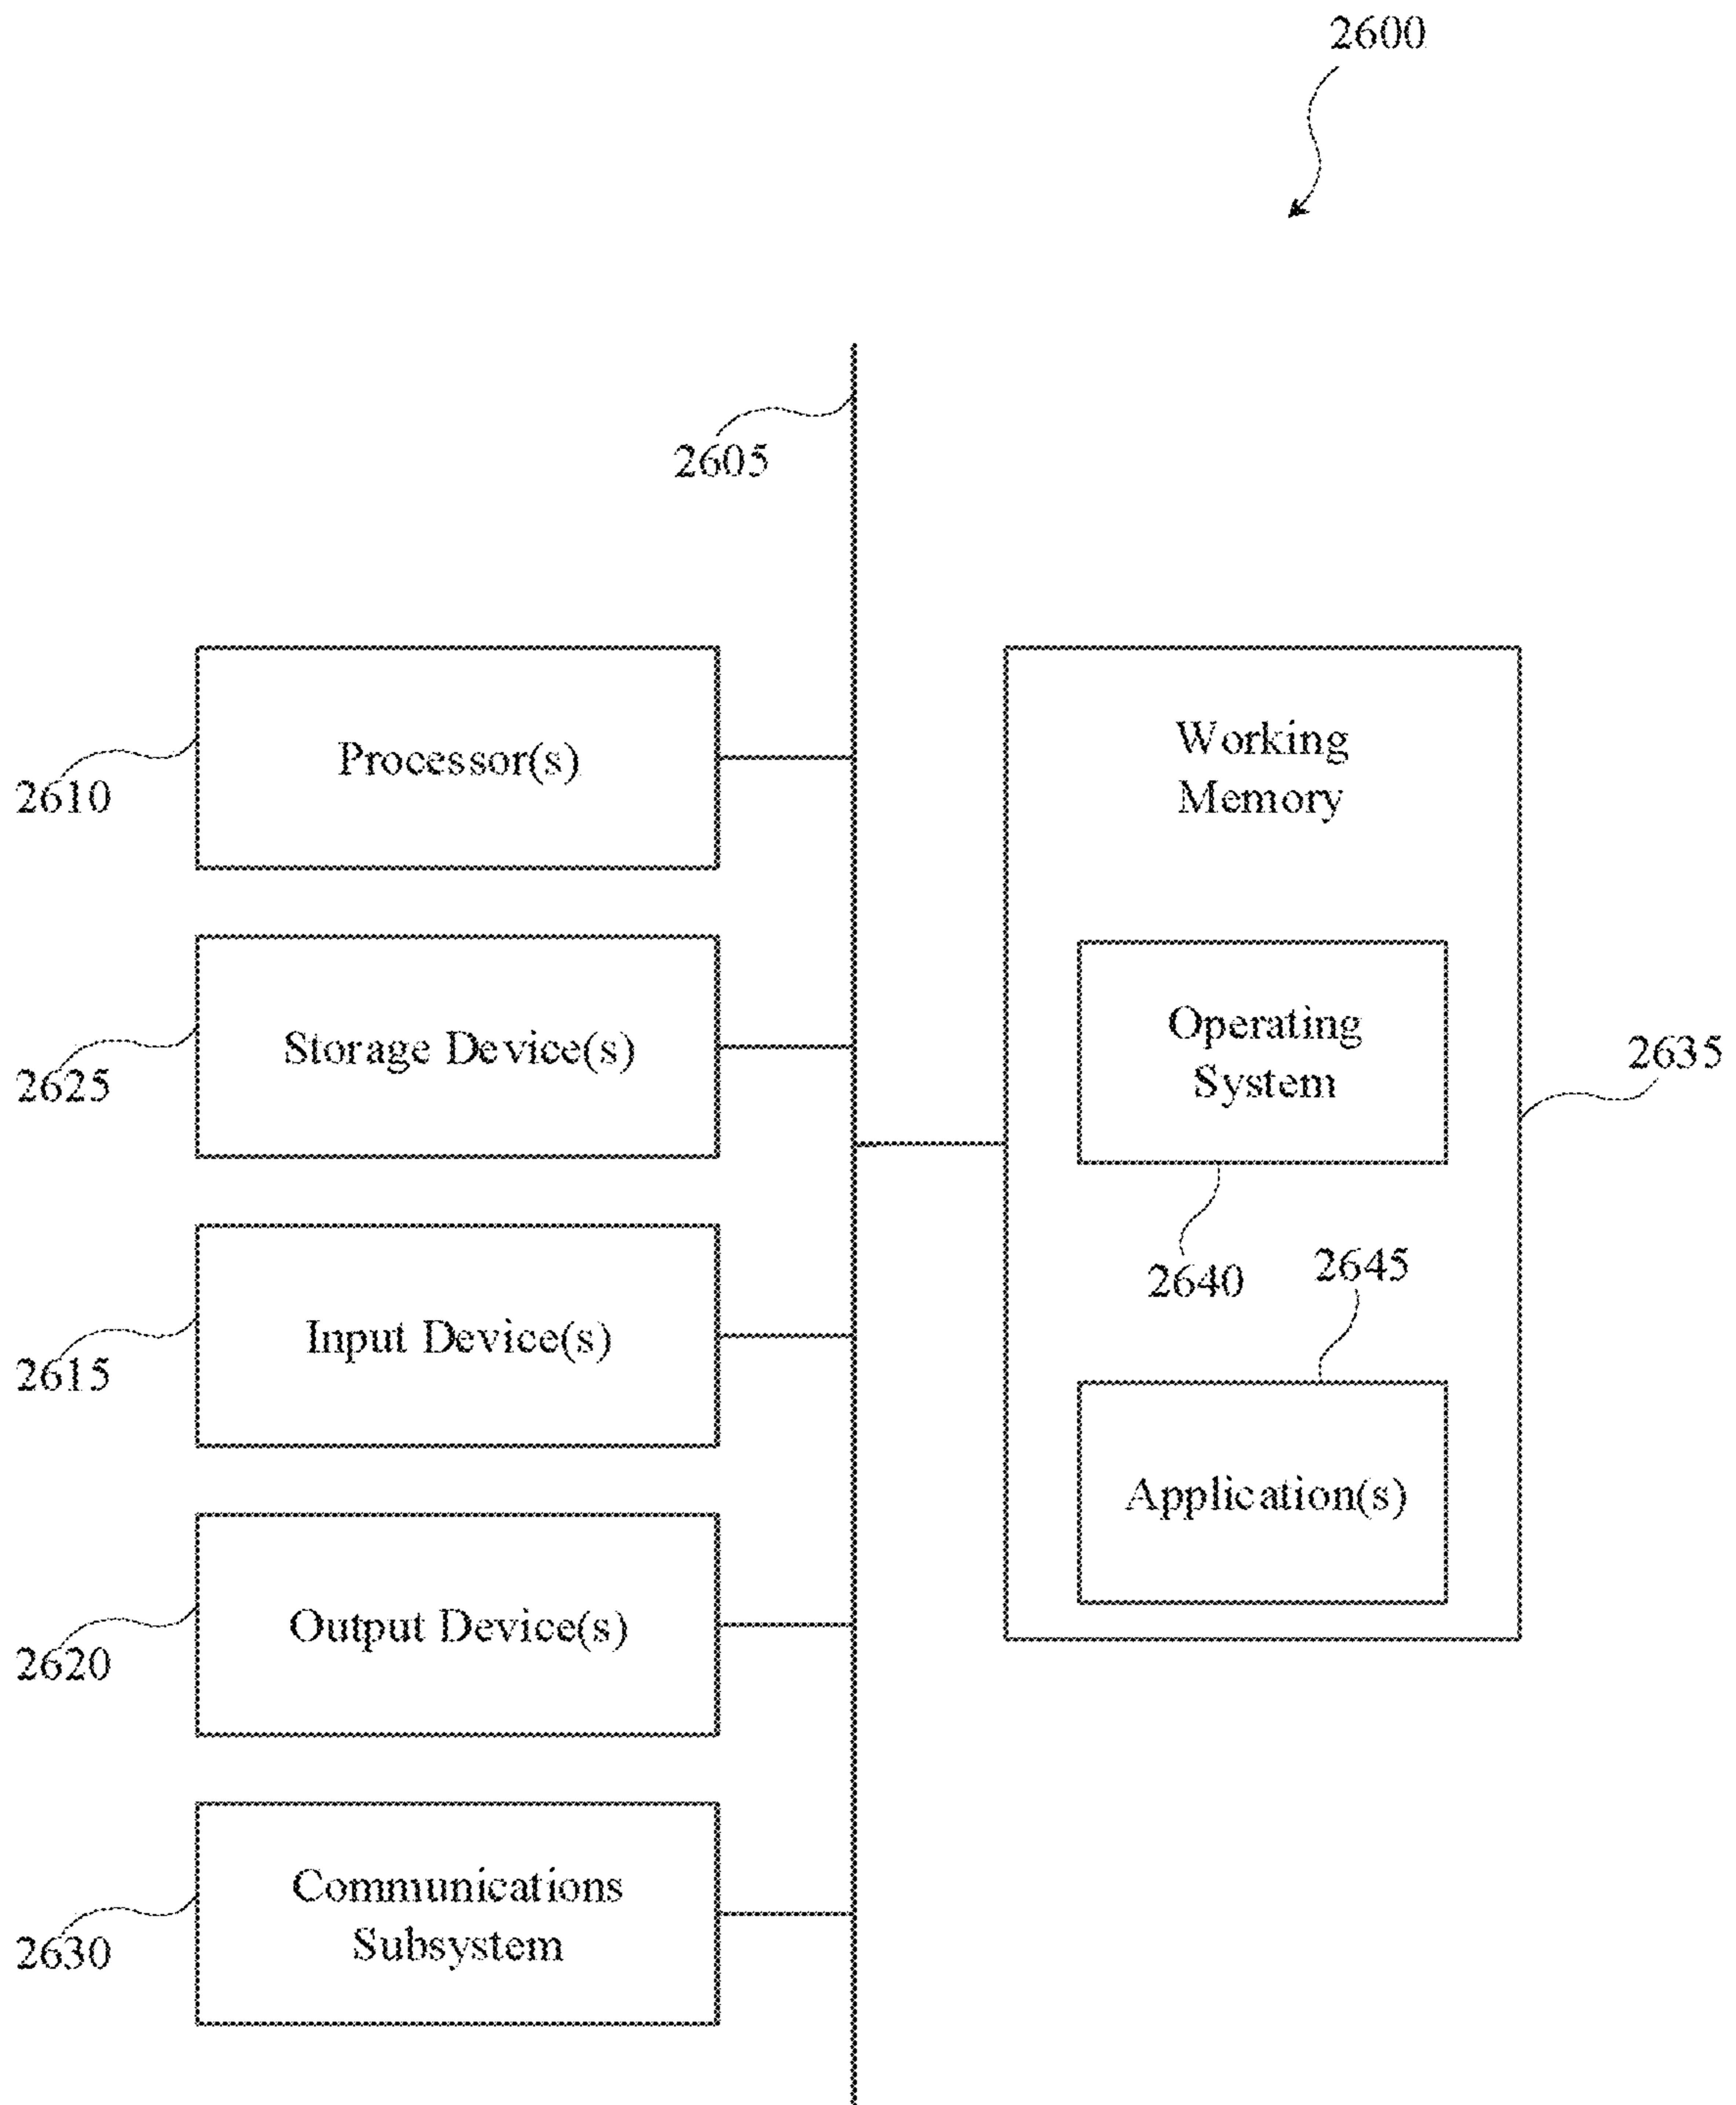 2600
2605
Processor(s)
2610
Storage Device(s)
2625
Input Device(s)
2615
Output Device(s)
2620
Communications
Subsystem
2630
Working
Memory
Operating
System
2635
2640
2645
Application(s)